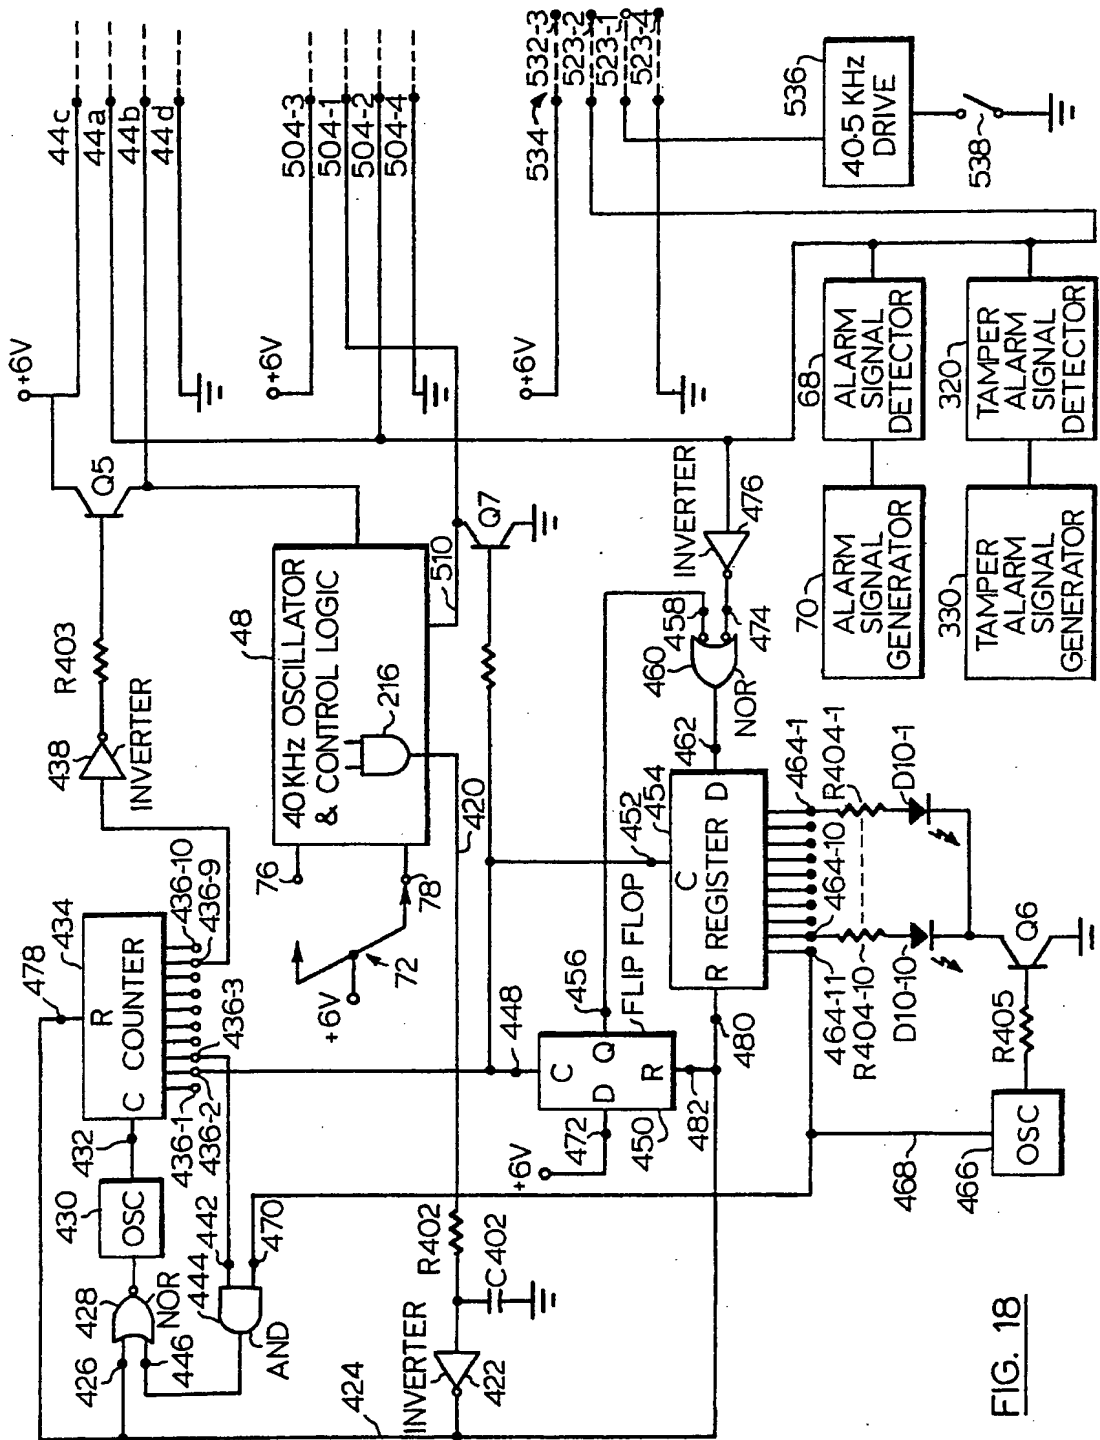 44c
44a
44b
44d
504-3
504-1
504-2
504-4
534
532-3
523-2
523-1
523-4
+6V
+6V
+6V
536
40.5 KHz
DRIVE
538
Q5
R403
438
INVERTER
48
40 KHz OSCILLATOR
& CONTROL LOGIC
216
510
Q7
76
78
72
+6V
420
478
434
R
C COUNTER
432
430
OSC
436-1
436-2
436-3
436-9
436-10
428
NOR
426
446
442
444
470
AND
424
INVERTER
422
R402
C402
448
C
D Q
R
FLIP FLOP
456
472
+6V
450
482
480
452
454
C
R REGISTER D
462
460
NOR
458
474
INVERTER
476
464-1
464-10
464-11
R404-1
R404-10
D10-1
D10-10
Q6
R405
466
OSC
468
68
ALARM
SIGNAL
DETECTOR
70
ALARM
SIGNAL
GENERATOR
320
TAMPER
ALARM
SIGNAL
DETECTOR
330
TAMPER
ALARM
SIGNAL
GENERATOR
FIG. 18